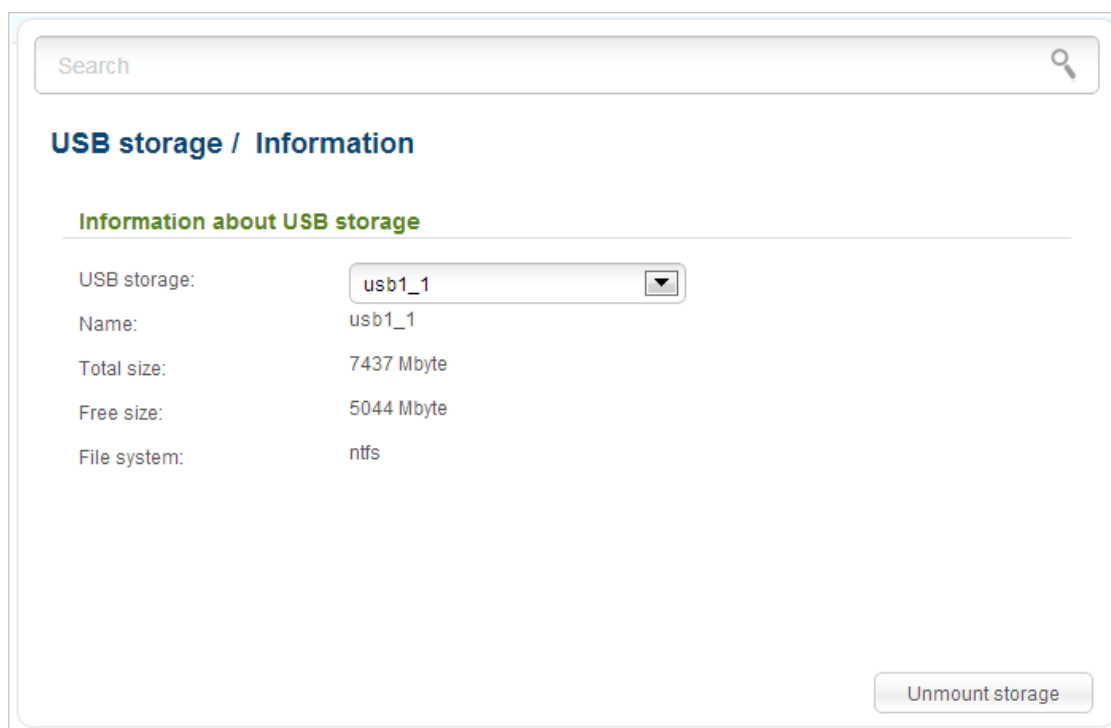 Search
USB storage / Information
Information about USB storage
USB storage: usb1_1
Name: usb1_1
Total size: 7437 Mbyte
Free size: 5044 Mbyte
File system: ntfs
Unmount storage